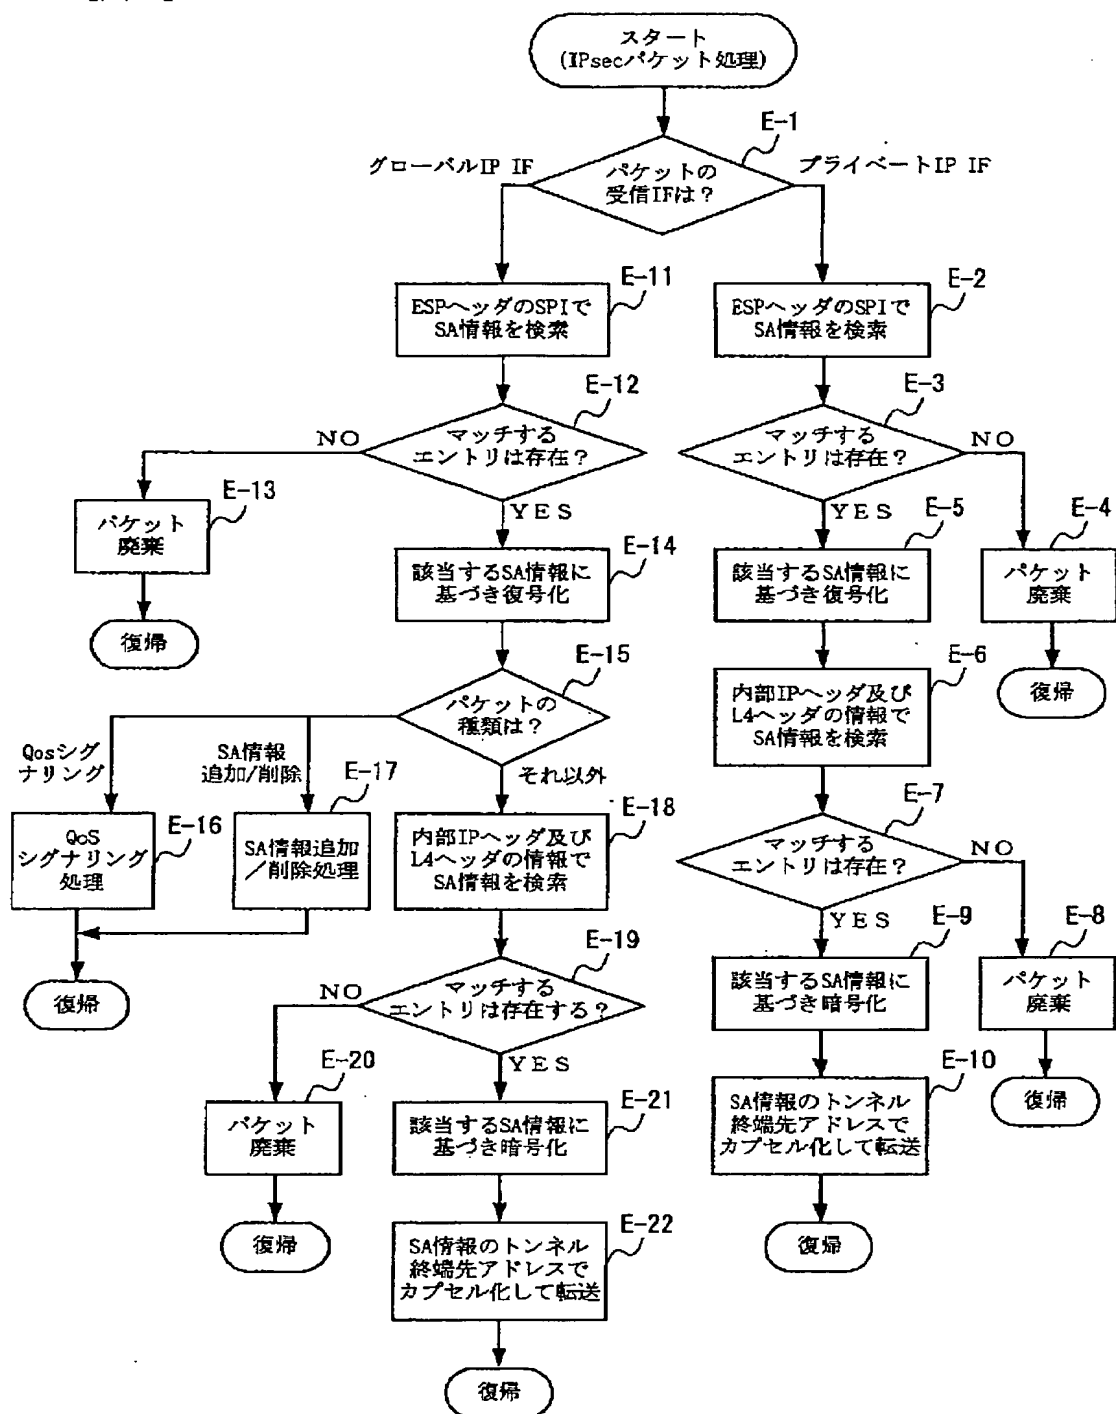 スタート
(IPsecパケット処理)
E-1
グローバルIP IF
パケットの
受信IFは?
プライベートIP IF
E-11
ESPヘッダのSPIで
SA情報を検索
E-2
ESPヘッダのSPIで
SA情報を検索
E-12
マッチする
エントリは存在?
NO
YES
E-3
マッチする
エントリは存在?
NO
YES
E-13
パケット
廃棄
復帰
E-14
該当するSA情報に
基づき復号化
E-5
該当するSA情報に
基づき復号化
E-4
パケット
廃棄
復帰
E-15
パケットの
種類は?
E-6
内部IPヘッダ及び
L4ヘッダの情報で
SA情報を検索
Qosシグ
ナリング
SA情報
追加/削除
それ以外
E-16
QoS
シグナリング
処理
E-17
SA情報追加
/削除処理
復帰
E-18
内部IPヘッダ及び
L4ヘッダの情報で
SA情報を検索
E-7
マッチする
エントリは存在?
NO
YES
E-19
マッチする
エントリは存在する?
NO
YES
E-9
該当するSA情報に
基づき暗号化
E-8
パケット
廃棄
復帰
E-20
パケット
廃棄
復帰
E-21
該当するSA情報に
基づき暗号化
E-10
SA情報のトンネル
終端先アドレスで
カプセル化して転送
復帰
E-22
SA情報のトンネル
終端先アドレスで
カプセル化して転送
復帰